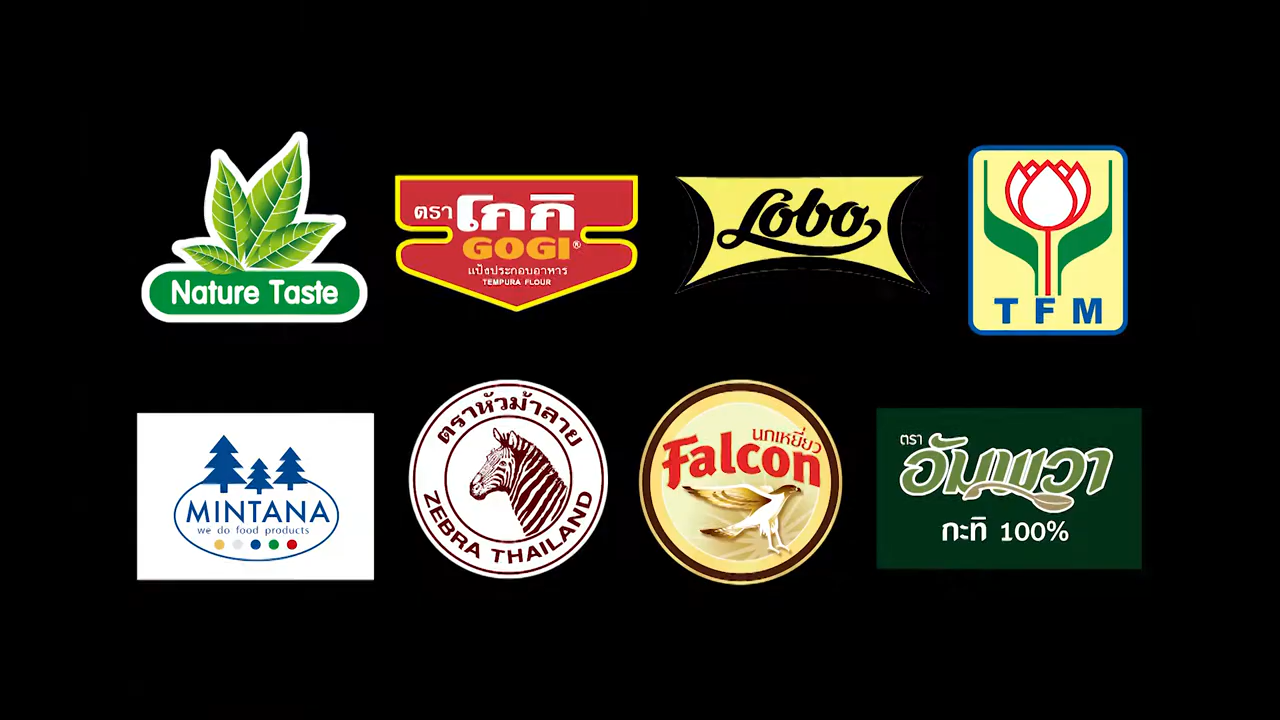 Nature Taste
ตรา โกกิ
GOGI®
แป้งประกอบอาหาร
TEMPURA FLOUR
Lobo
TFM
MINTANA
we do food products
ตราหัวม้าลาย
ZEBRA THAILAND
นกเหยี่ยว
Falcon
ตรา
อัมพวา
กะทิ 100%